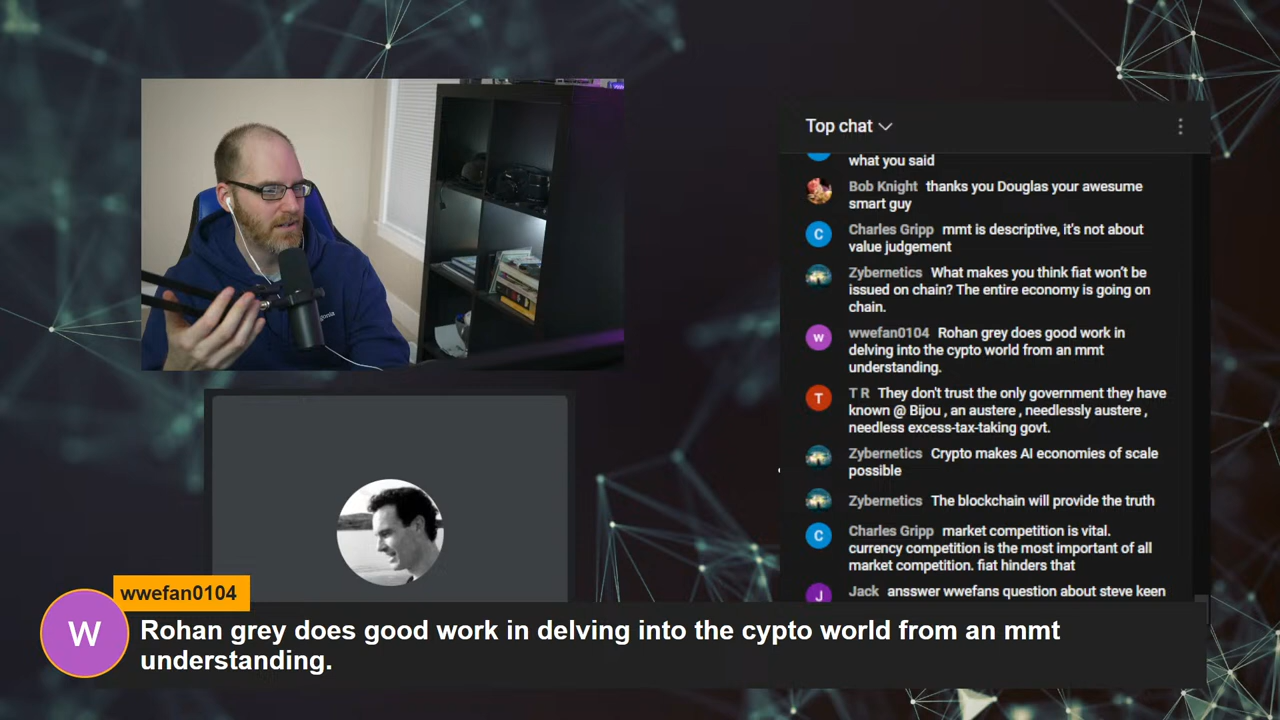 Top chat
what you said
Bob Knight thanks you Douglas your awesume
smart guy
C
Charles Gripp mmt is descriptive, it's not about
value judgement
Zybernetics What makes you think fiat won't be
issued on chain? The entire economy is going on
chain.
W
wwefan0104 Rohan grey does good work in
delving into the cypto world from an mmt
understanding.
T
T R They don't trust the only government they have
known @ Bijou , an austere , needlessly austere ,
needless excess-tax-taking govt.
Zybernetics Crypto makes AI economies of scale
possible
Zybernetics The blockchain will provide the truth
C
Charles Gripp market competition is vital.
currency competition is the most important of all
market competition. fiat hinders that
J
Jack ansswer wwefans question about steve keen
wwefan0104
W
Rohan grey does good work in delving into the cypto world from an mmt
understanding.